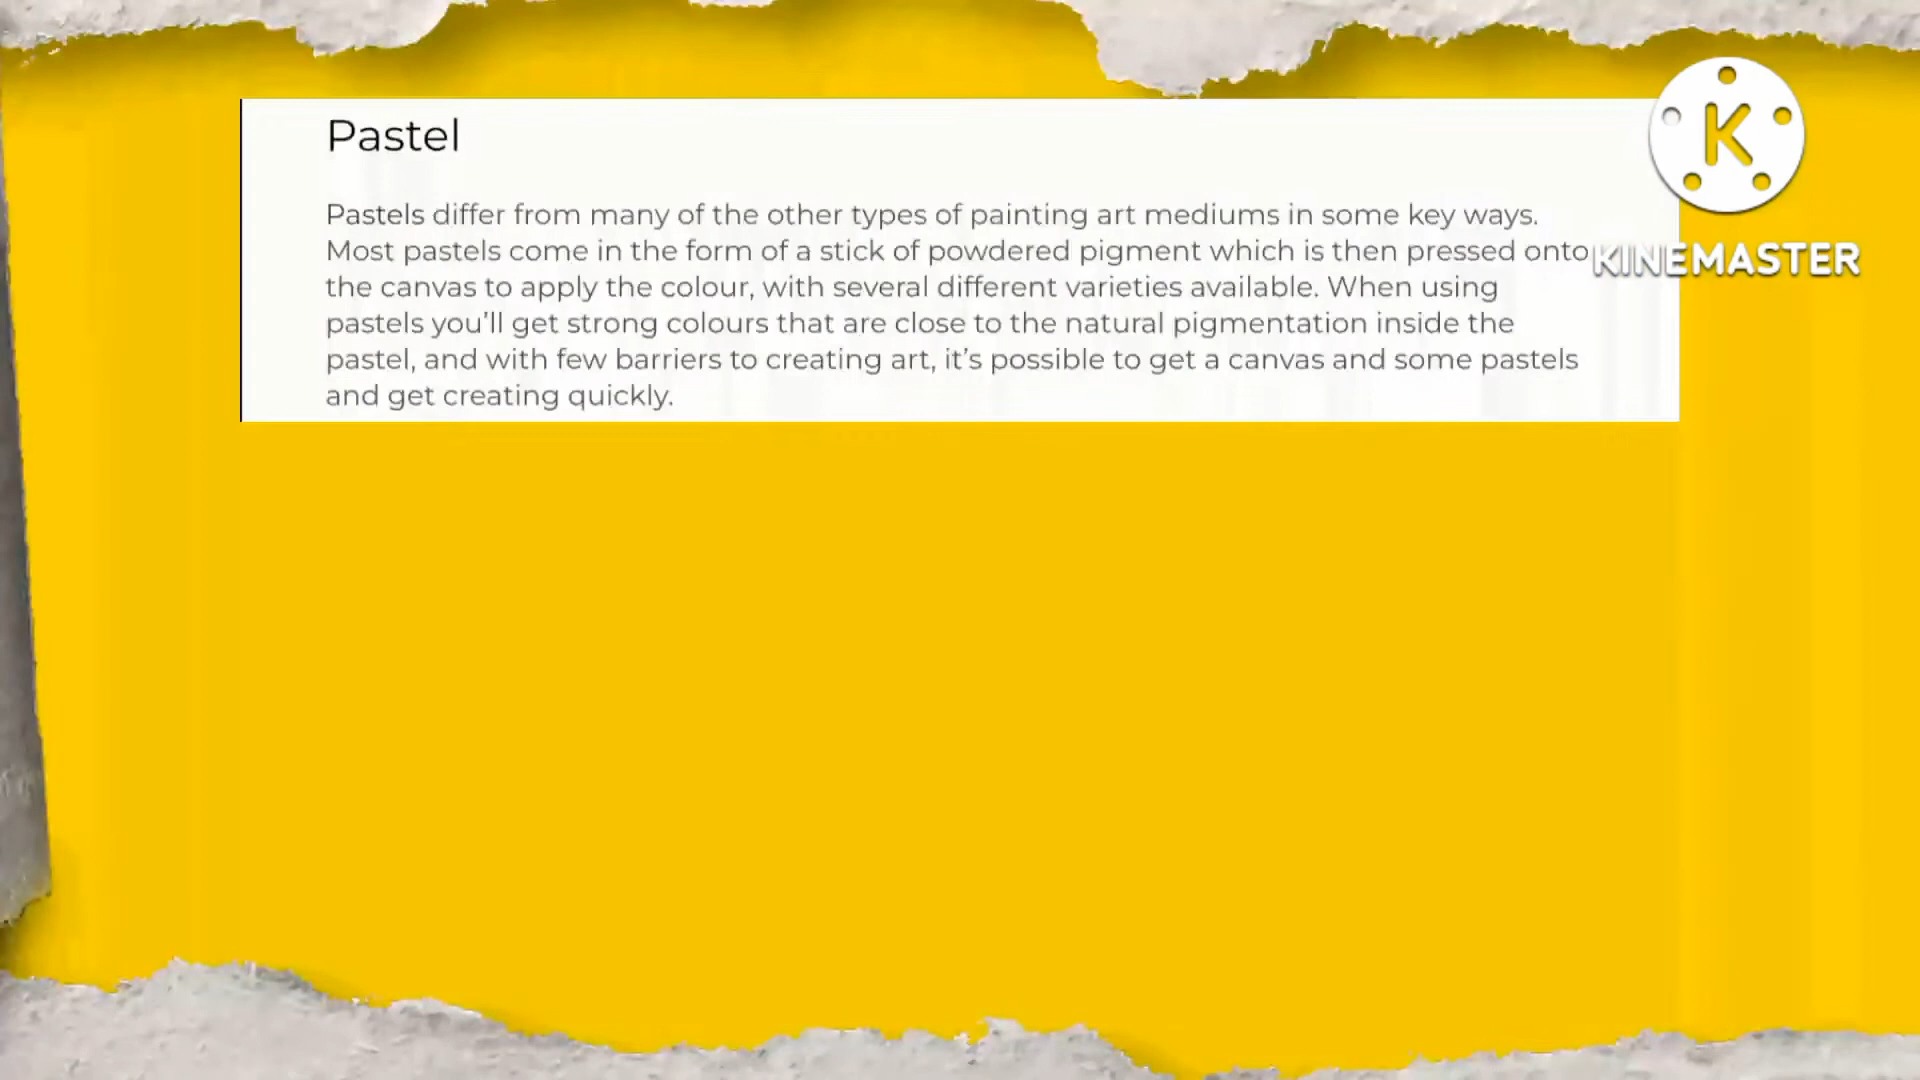 Pastel
Pastels differ from many of the other types of painting art mediums in some key ways.
Most pastels come in the form of a stick of powdered pigment which is then pressed onto
the canvas to apply the colour, with several different varieties available. When using
pastels you'll get strong colours that are close to the natural pigmentation inside the
pastel, and with few barriers to creating art, it's possible to get a canvas and some pastels
and get creating quickly.
K
KINEMASTER